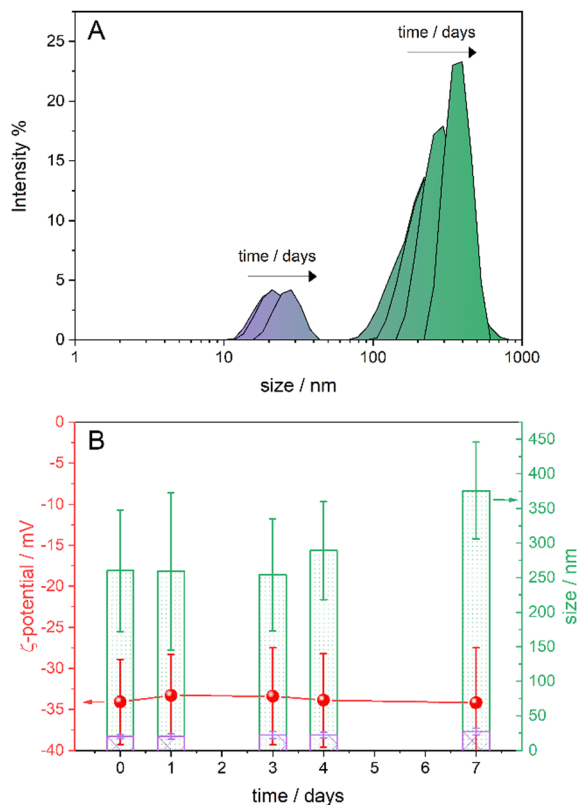 A
time / days
time / days
Intensity %
25
20
15
10
5
0
1 10 100 1000
size / nm
B
ζ-potential / mV
0
-5
-10
-15
-20
-25
-30
-35
-40
450
400
350
300
250
200
150
100
50
0
size / nm
0 1 2 3 4 5 6 7
time / days